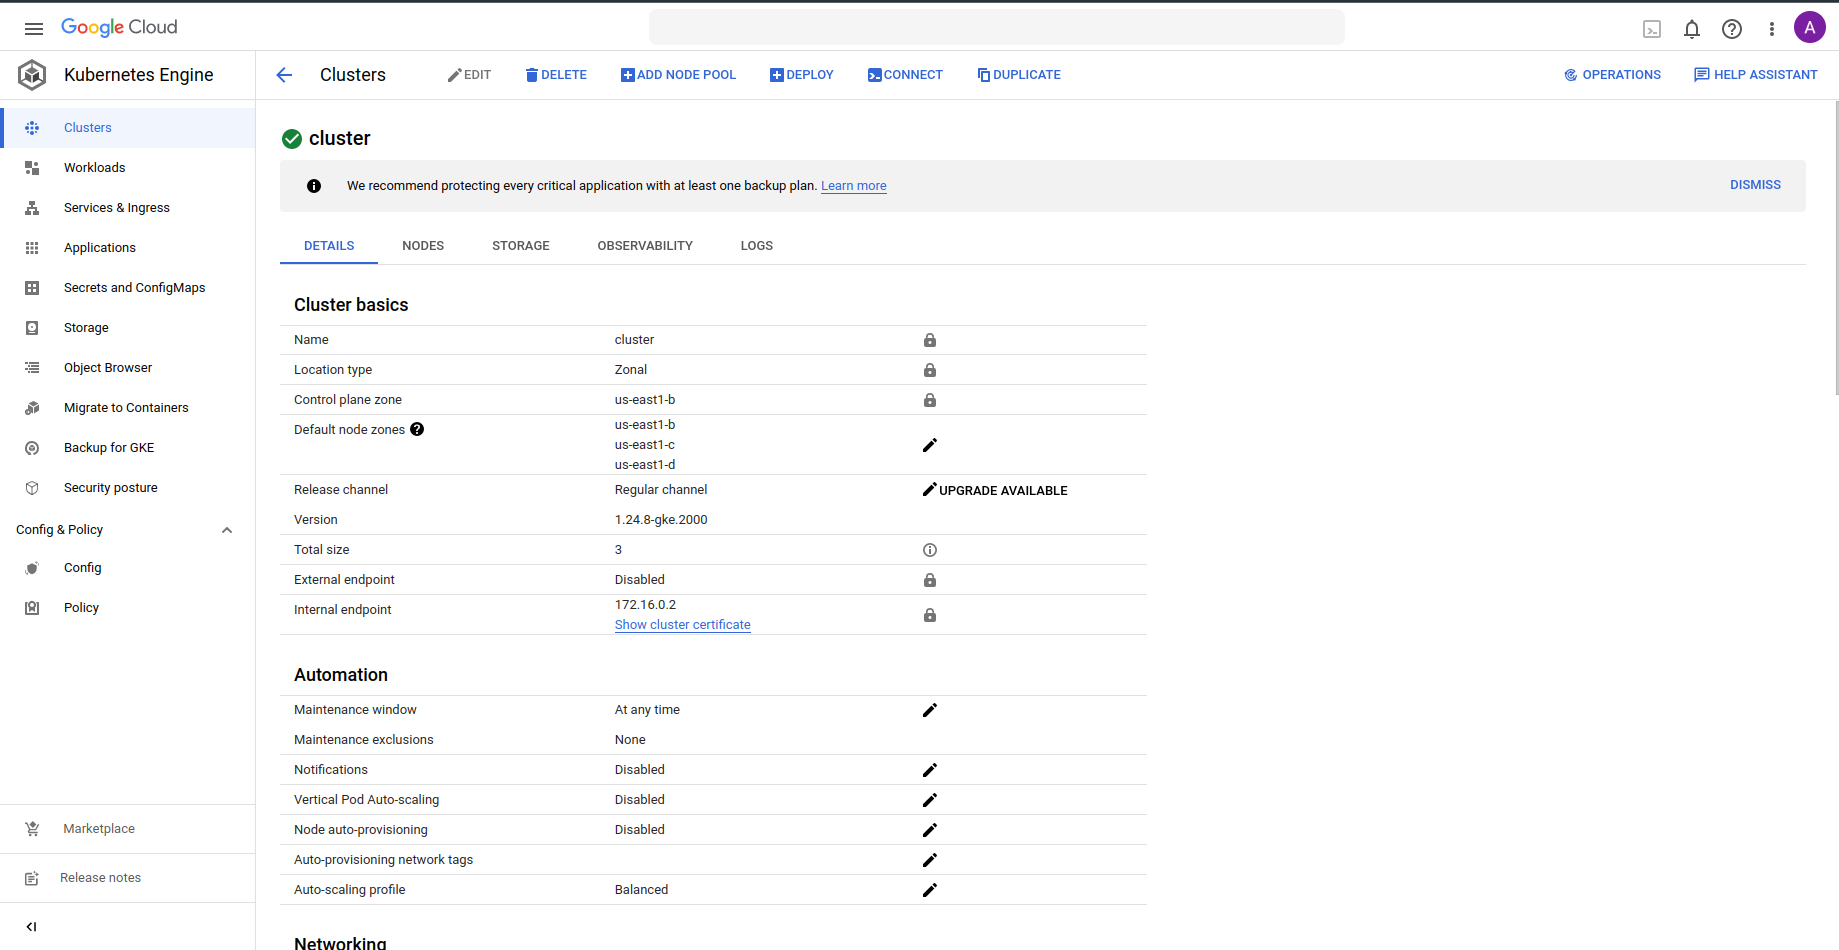 Google Cloud
A
Kubernetes Engine
Clusters
EDIT
DELETE
ADD NODE POOL
DEPLOY
CONNECT
DUPLICATE
OPERATIONS
HELP ASSISTANT
Clusters
Workloads
Services & Ingress
Applications
Secrets and ConfigMaps
Storage
Object Browser
Migrate to Containers
Backup for GKE
Security posture
Config & Policy
Config
Policy
Marketplace
Release notes
cluster
We recommend protecting every critical application with at least one backup plan. Learn more
DISMISS
DETAILS
NODES
STORAGE
OBSERVABILITY
LOGS
Cluster basics
Name cluster
Location type Zonal
Control plane zone us-east1-b
Default node zones us-east1-b
us-east1-c
us-east1-d
Release channel Regular channel UPGRADE AVAILABLE
Version 1.24.8-gke.2000
Total size 3
External endpoint Disabled
Internal endpoint 172.16.0.2
Show cluster certificate
Automation
Maintenance window At any time
Maintenance exclusions None
Notifications Disabled
Vertical Pod Auto-scaling Disabled
Node auto-provisioning Disabled
Auto-provisioning network tags
Auto-scaling profile Balanced
Networking